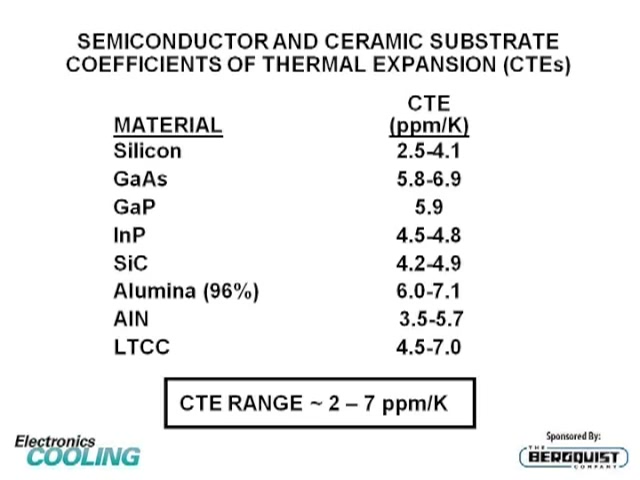 SEMICONDUCTOR AND CERAMIC SUBSTRATE
COEFFICIENTS OF THERMAL EXPANSION (CTEs)
CTE
MATERIAL (ppm/K)
Silicon 2.5-4.1
GaAs 5.8-6.9
GaP 5.9
InP 4.5-4.8
SiC 4.2-4.9
Alumina (96%) 6.0-7.1
AlN 3.5-5.7
LTCC 4.5-7.0
CTE RANGE ~ 2 – 7 ppm/K
Electronics
COOLING
Sponsored By:
THE
BERGQUIST
COMPANY